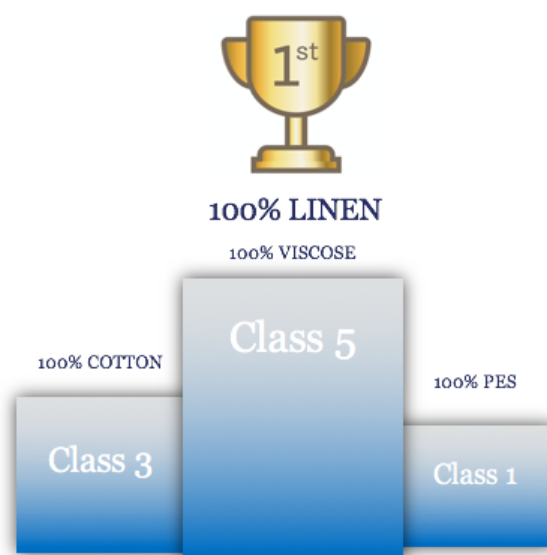 1st
100% LINEN
100% VISCOSE
Class 5
100% COTTON
100% PES
Class 3
Class 1